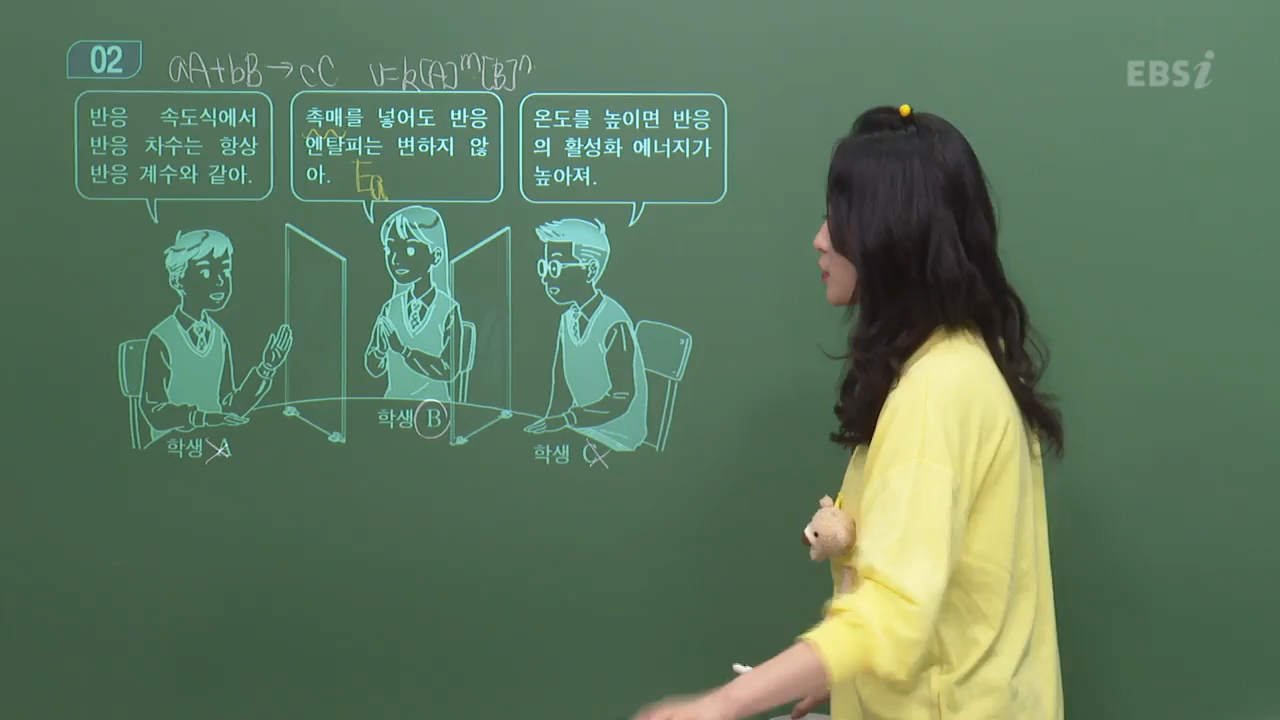 02
aA+bB→cC v=k[A]^m[B]^n
EBSi
반응 속도식에서
반응 차수는 항상
반응 계수와 같아.
촉매를 넣어도 반응
엔탈피는 변하지 않
아.
Ea
온도를 높이면 반응
의 활성화 에너지가
높아져.
학생 A
학생 B
학생 C